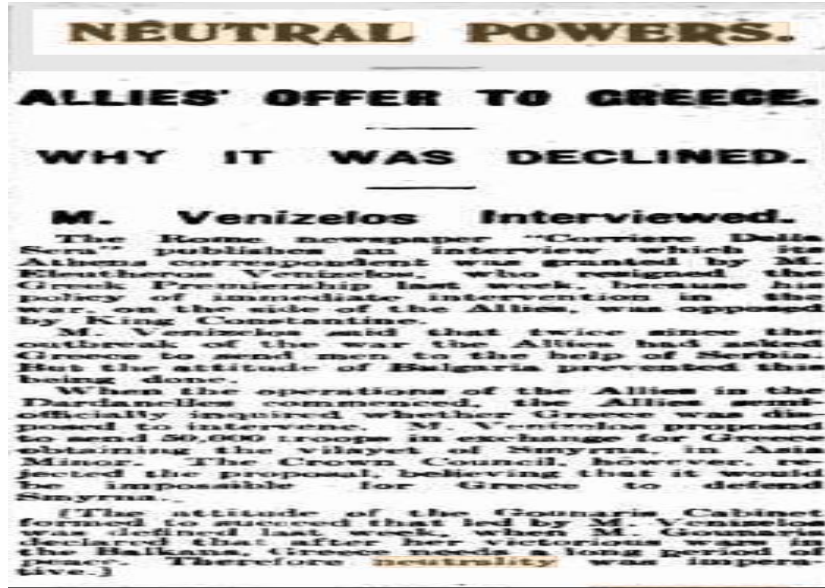 NEUTRAL POWERS.
ALLIES' OFFER TO GREECE.
WHY IT WAS DECLINED.
M. Venizelos Interviewed.
The Rome newspaper "Corriere Della
Sera" publishes an interview which its
Athens correspondent was granted by M.
Eleutheros Venizelos, who resigned the
Greek Premiership last week, because his
policy of immediate intervention in the
war, on the side of the Allies, was opposed
by King Constantine.
M. Venizelos said that twice since the
outbreak of the war the Allies had asked
Greece to send men to the help of Serbia.
But the attitude of Bulgaria prevented this
being done.
When the operations of the Allies in the
Dardanelles commenced, the Allies semi-
officially inquired whether Greece was dis-
posed to intervene. M. Venizelos proposed
to send 50,000 troops in exchange for Greece
obtaining the vilayet of Smyrna, in Asia
Minor. The Crown Council, however, re-
jected the proposal, believing that it would
be impossible for Greece to defend
Smyrna.
[The attitude of the Gounaris Cabinet
formed to succeed that led by M. Venizelos
was defined last week, when M. Gounaris
declared that after her victorious wars in
the Balkans, Greece needs a long period of
peace. Therefore neutrality was impera-
tive.]